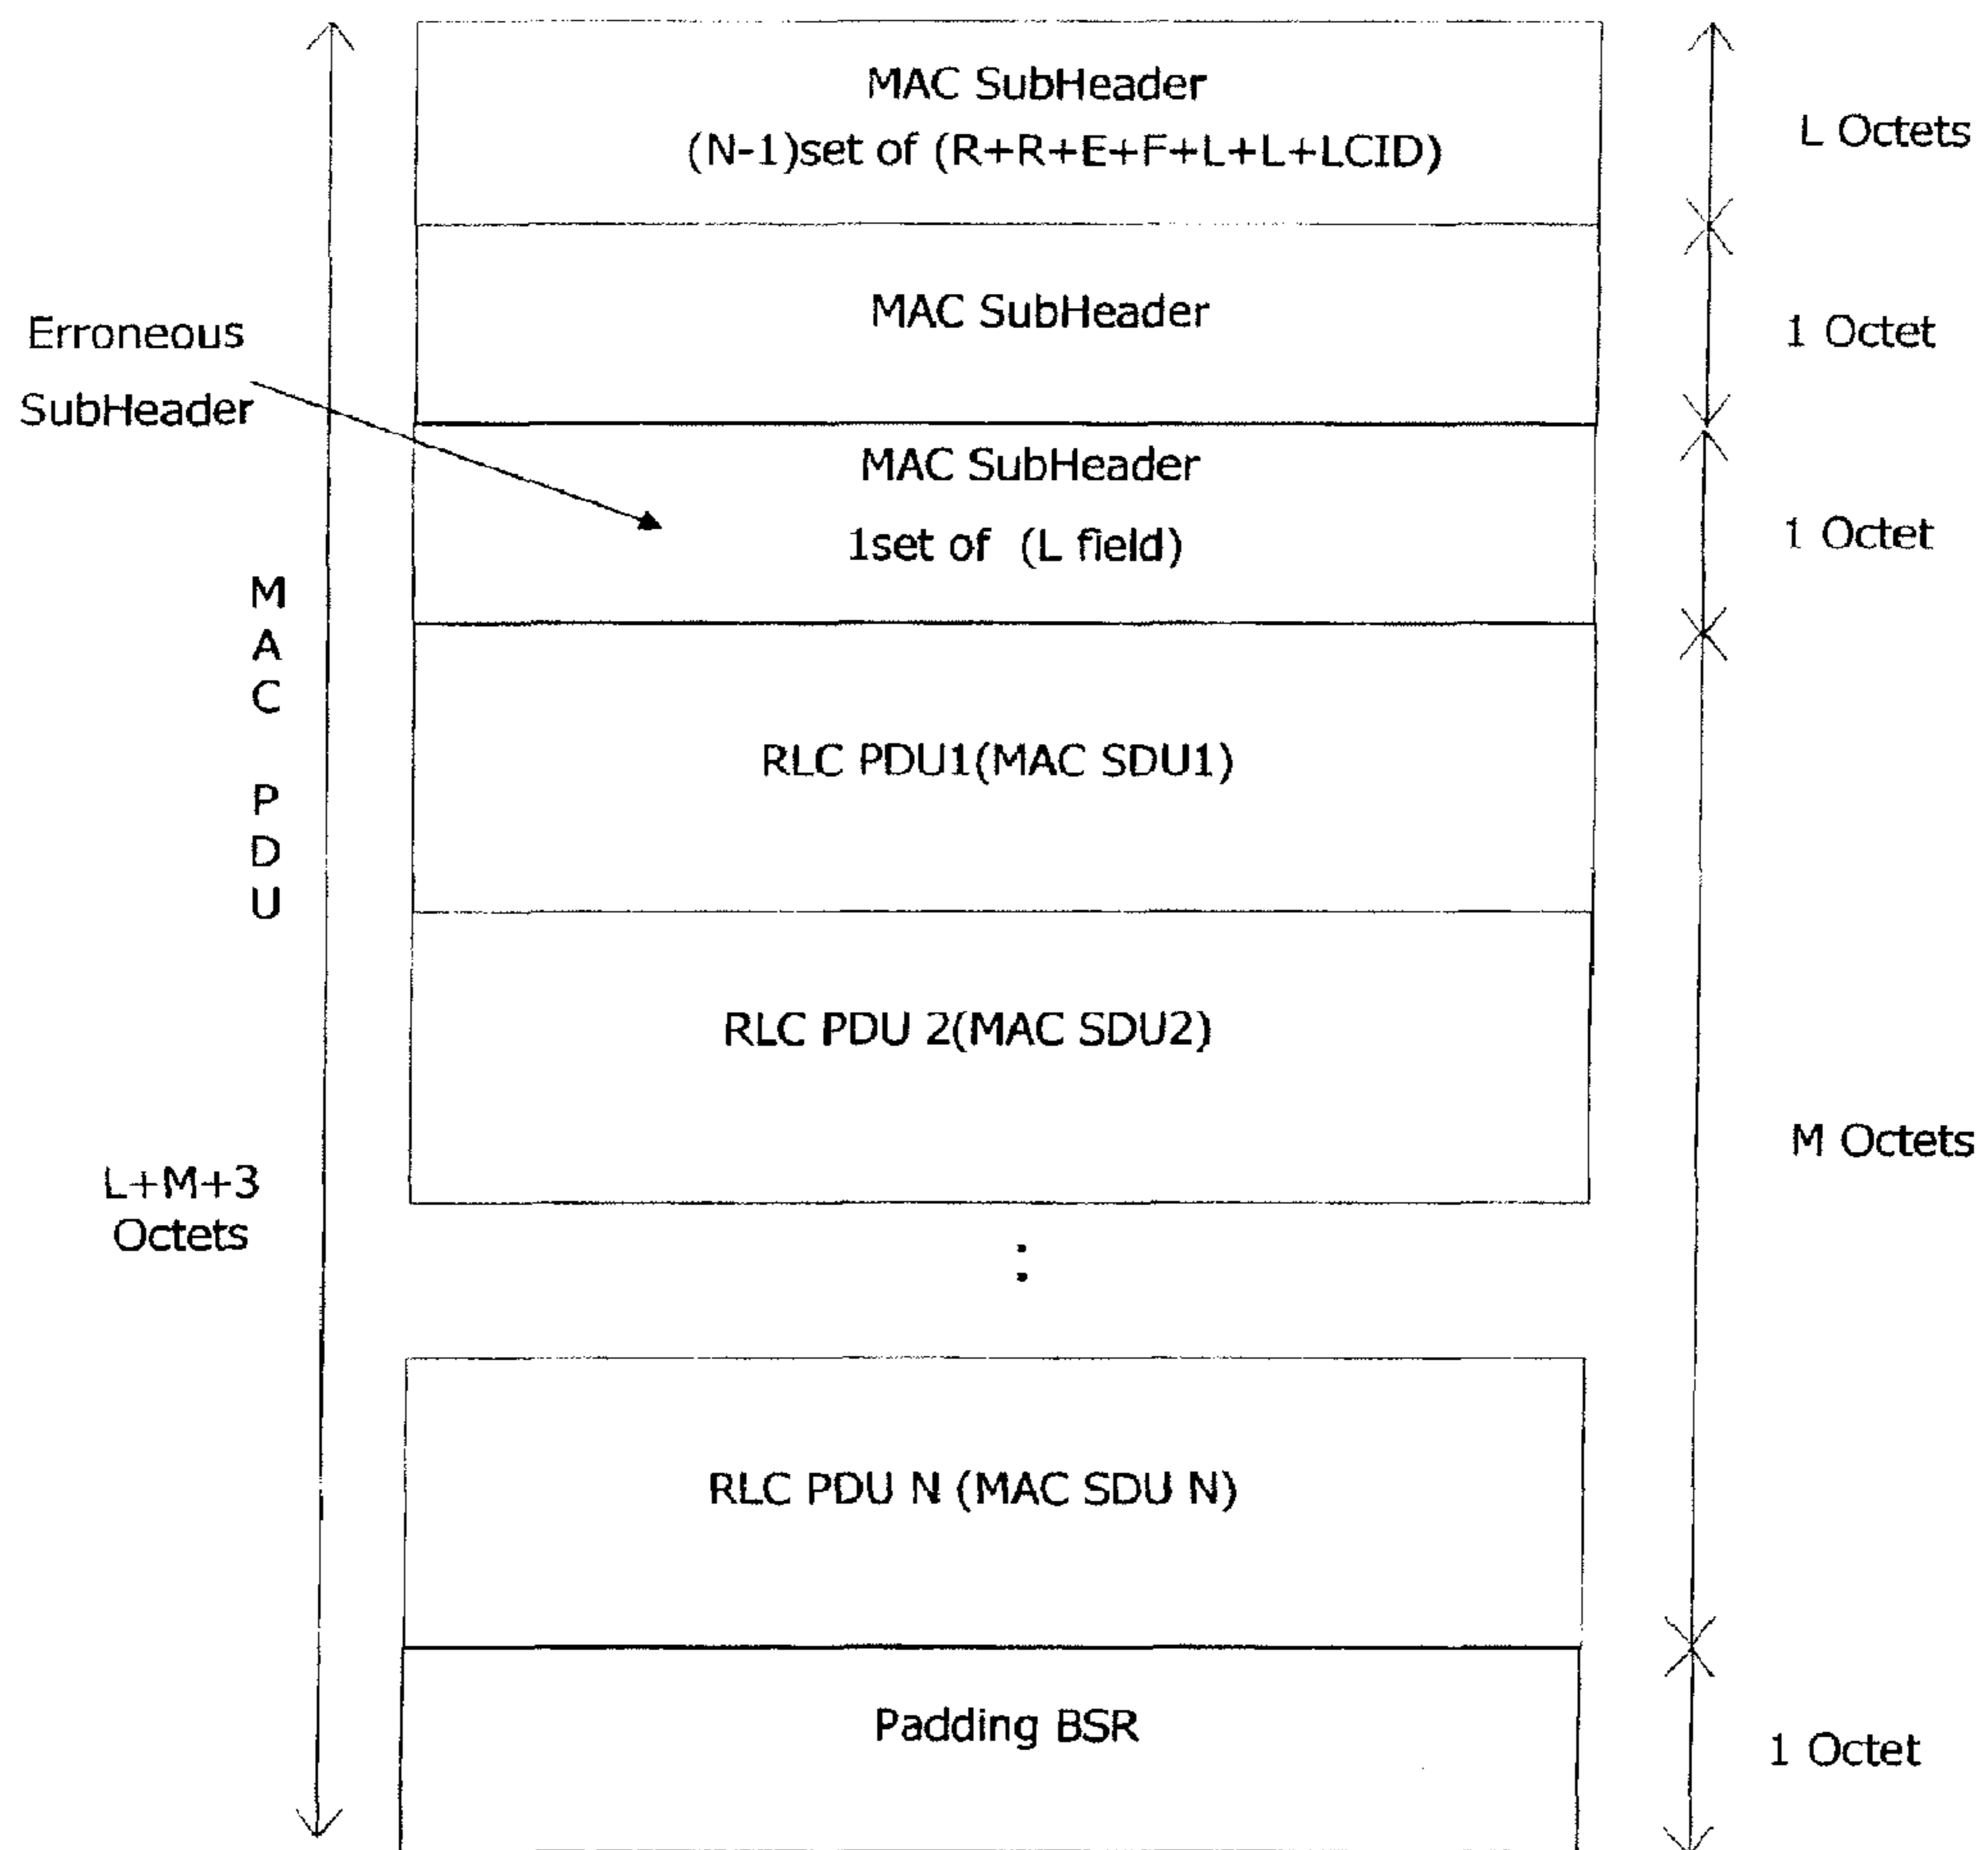 MAC SubHeader
(N-1)set of (R+R+E+F+L+L+LCID)
L Octets
MAC SubHeader
1 Octet
Erroneous
SubHeader
MAC SubHeader
1set of (L field)
1 Octet
M
A
C
P
D
U
RLC PDU1(MAC SDU1)
RLC PDU 2(MAC SDU2)
M Octets
L+M+3
Octets
:
RLC PDU N (MAC SDU N)
Padding BSR
1 Octet